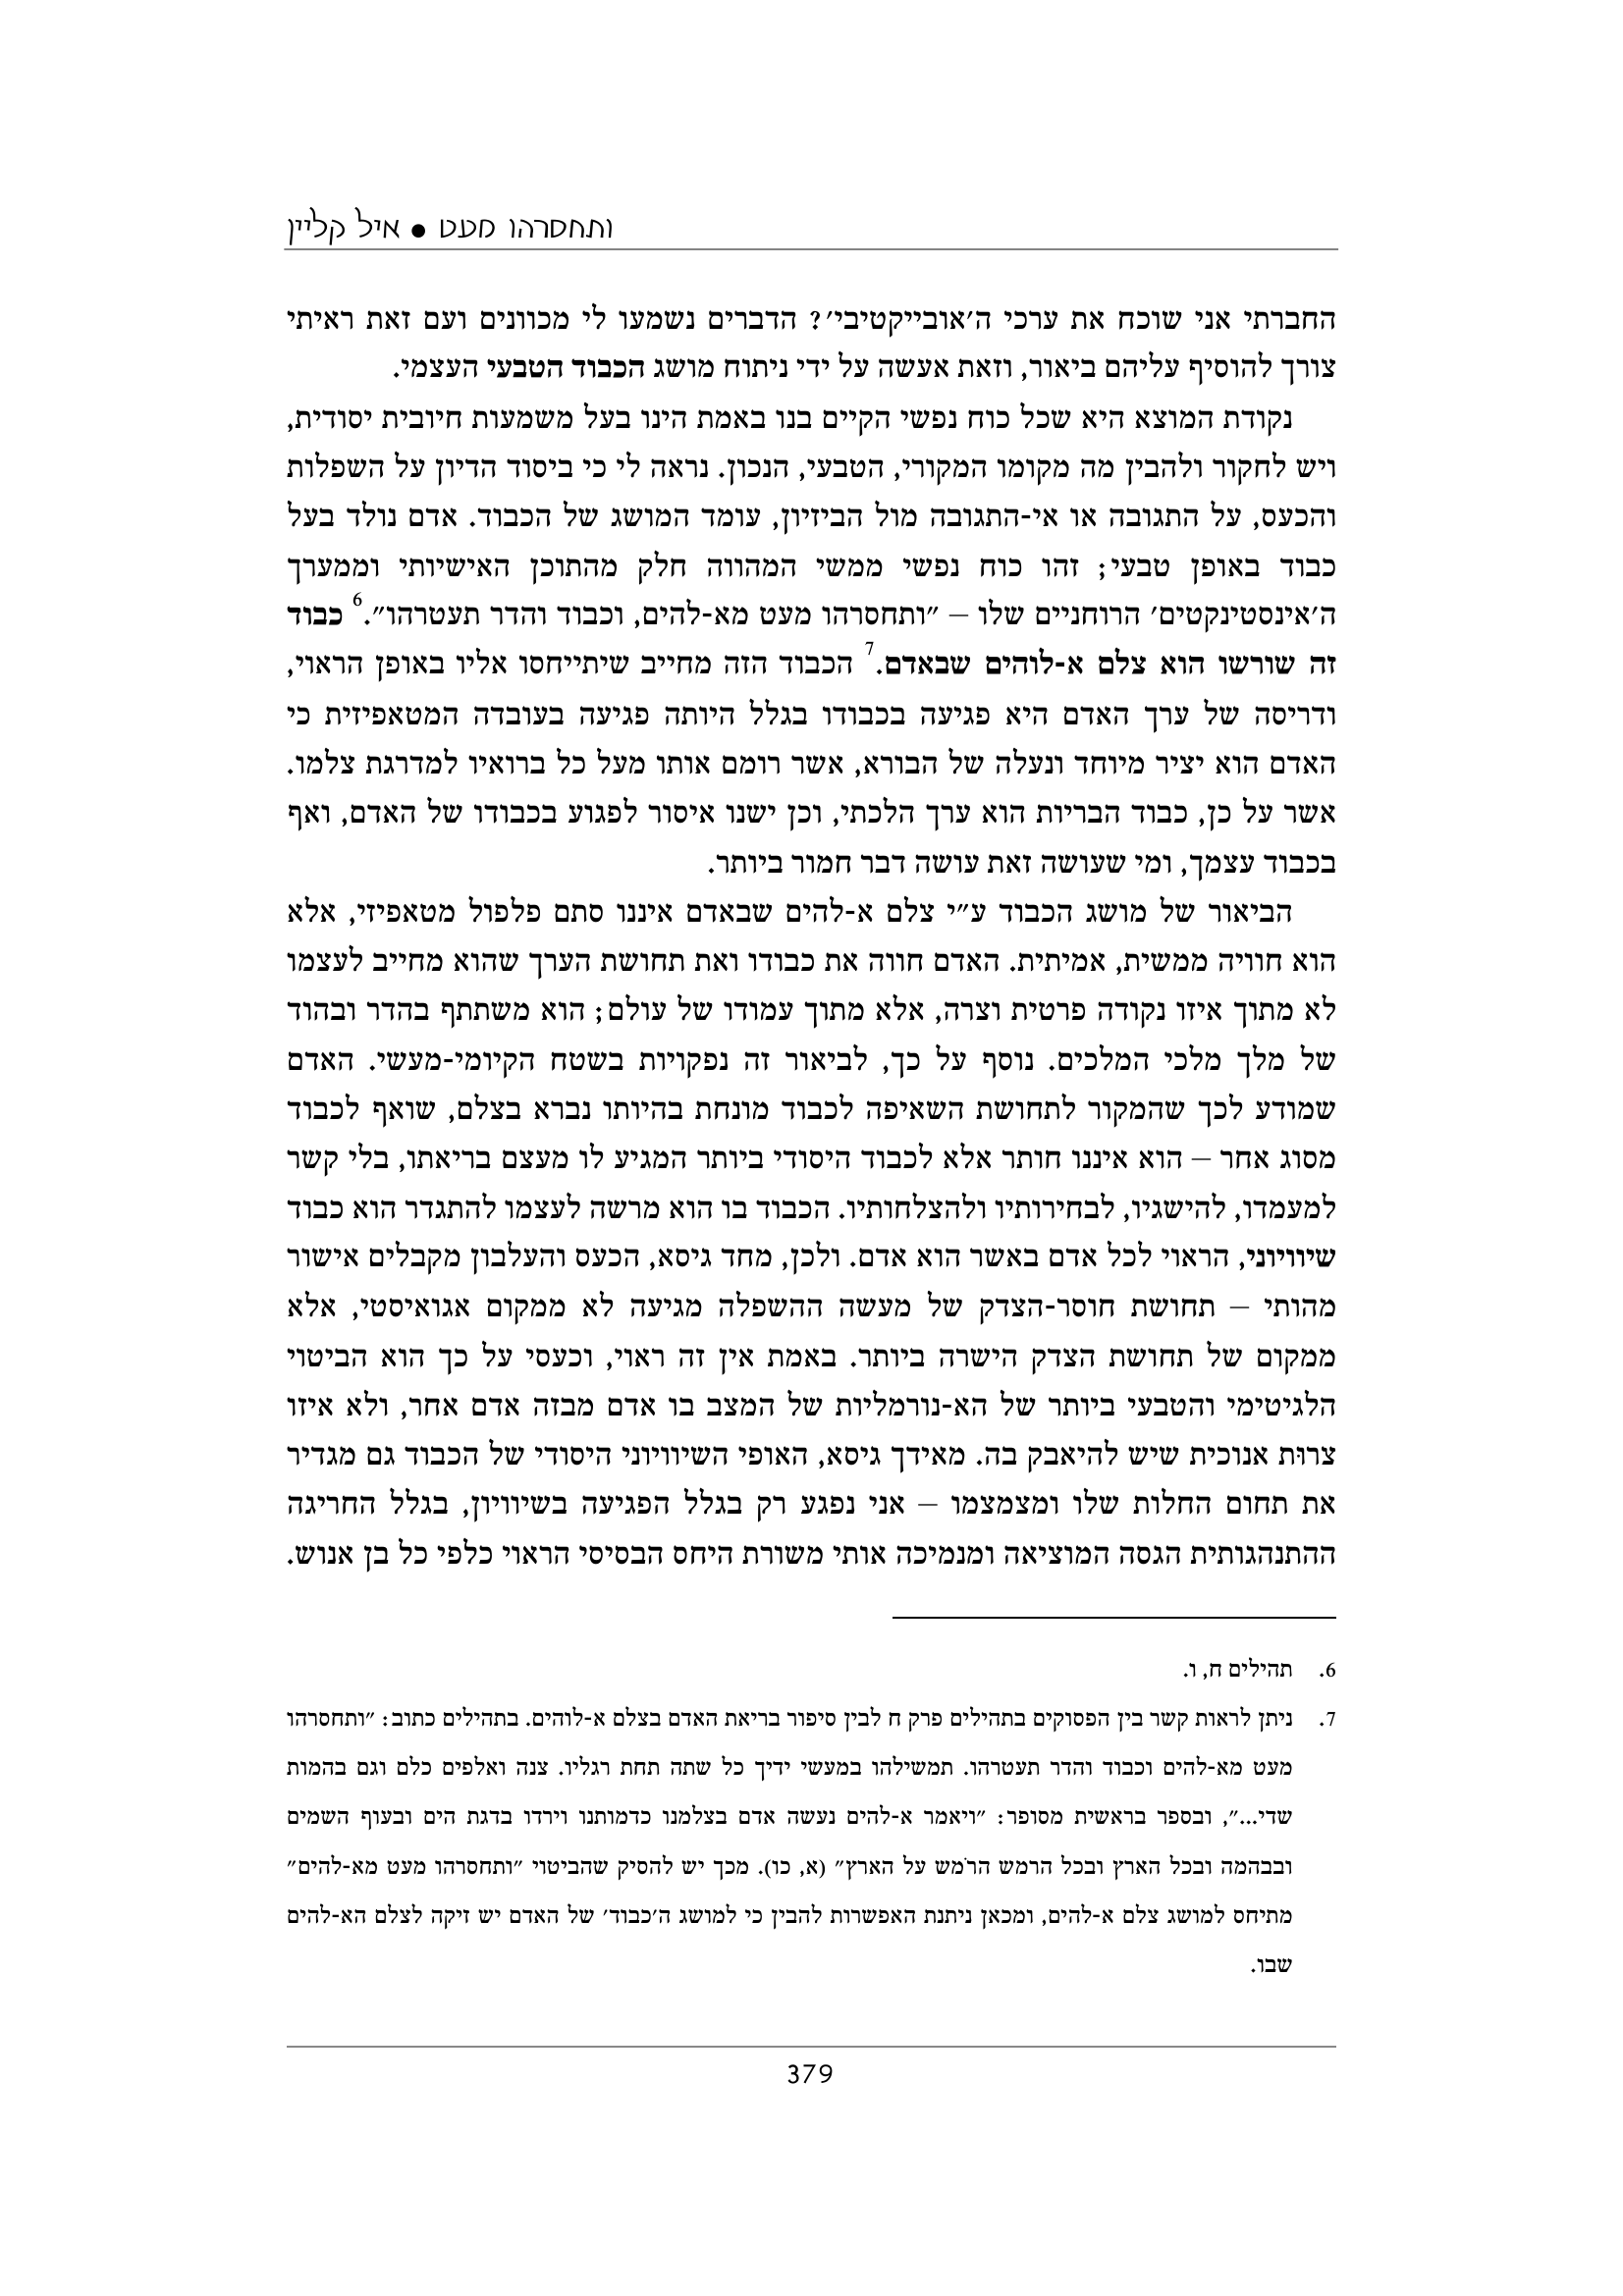 ותחסרהו מעט ● איל קליין
החברתי אני שוכח את ערכי ה'אובייקטיבי'? הדברים נשמעו לי מכוונים ועם זאת ראיתי
צורך להוסיף עליהם ביאור, וזאת אעשה על ידי ניתוח מושג הכבוד הטבעי העצמי.
נקודת המוצא היא שכל כוח נפשי הקיים בנו באמת הינו בעל משמעות חיובית יסודית,
ויש לחקור ולהבין מה מקומו המקורי, הטבעי, הנכון. נראה לי כי ביסוד הדיון על השפלות
והכעס, על התגובה או אי-התגובה מול הביזיון, עומד המושג של הכבוד. אדם נולד בעל
כבוד באופן טבעי; זהו כוח נפשי ממשי המהווה חלק מהתוכן האישיותי וממערך
ה'אינסטינקטים' הרוחניים שלו – "ותחסרהו מעט מא-להים, וכבוד והדר תעטרהו".6 כבוד
זה שורשו הוא צלם א-לוהים שבאדם.7 הכבוד הזה מחייב שיתייחסו אליו באופן הראוי,
ודריסה של ערך האדם היא פגיעה בכבודו בגלל היותה פגיעה בעובדה המטאפיזית כי
האדם הוא יציר מיוחד ונעלה של הבורא, אשר רומם אותו מעל כל ברואיו למדרגת צלמו.
אשר על כן, כבוד הבריות הוא ערך הלכתי, וכן ישנו איסור לפגוע בכבודו של האדם, ואף
בכבוד עצמך, ומי שעושה זאת עושה דבר חמור ביותר.
הביאור של מושג הכבוד ע"י צלם א-להים שבאדם איננו סתם פלפול מטאפיזי, אלא
הוא חוויה ממשית, אמיתית. האדם חווה את כבודו ואת תחושת הערך שהוא מחייב לעצמו
לא מתוך איזו נקודה פרטית וצרה, אלא מתוך עמודו של עולם; הוא משתתף בהדר ובהוד
של מלך מלכי המלכים. נוסף על כך, לביאור זה נפקויות בשטח הקיומי-מעשי. האדם
שמודע לכך שהמקור לתחושת השאיפה לכבוד מונחת בהיותו נברא בצלם, שואף לכבוד
מסוג אחר – הוא איננו חותר אלא לכבוד היסודי ביותר המגיע לו מעצם בריאתו, בלי קשר
למעמדו, להישגיו, לבחירותיו ולהצלחותיו. הכבוד בו הוא מרשה לעצמו להתגדר הוא כבוד
שיוויוני, הראוי לכל אדם באשר הוא אדם. ולכן, מחד גיסא, הכעס והעלבון מקבלים אישור
מהותי – תחושת חוסר-הצדק של מעשה ההשפלה מגיעה לא ממקום אגואיסטי, אלא
ממקום של תחושת הצדק הישרה ביותר. באמת אין זה ראוי, וכעסי על כך הוא הביטוי
הלגיטימי והטבעי ביותר של הא-נורמליות של המצב בו אדם מבזה אדם אחר, ולא איזו
צרוּת אנוכית שיש להיאבק בה. מאידך גיסא, האופי השיוויוני היסודי של הכבוד גם מגדיר
את תחום החלות שלו ומצמצמו – אני נפגע רק בגלל הפגיעה בשיוויון, בגלל החריגה
ההתנהגותית הגסה המוציאה ומנמיכה אותי משורת היחס הבסיסי הראוי כלפי כל בן אנוש.
6. תהילים ח, ו.
7. ניתן לראות קשר בין הפסוקים בתהילים פרק ח לבין סיפור בריאת האדם בצלם א-לוהים. בתהילים כתוב: "ותחסרהו
מעט מא-להים וכבוד והדר תעטרהו. תמשילהו במעשי ידיך כל שתה תחת רגליו. צנה ואלפים כלם וגם בהמות
שדי...", ובספר בראשית מסופר: "ויאמר א-להים נעשה אדם בצלמנו כדמותנו וירדו בדגת הים ובעוף השמים
ובבהמה ובכל הארץ ובכל הרמש הרֹמש על הארץ" (א, כו). מכך יש להסיק שהביטוי "ותחסרהו מעט מא-להים"
מתיחס למושג צלם א-להים, ומכאן ניתנת האפשרות להבין כי למושג ה'כבוד' של האדם יש זיקה לצלם הא-להים
שבו.
379